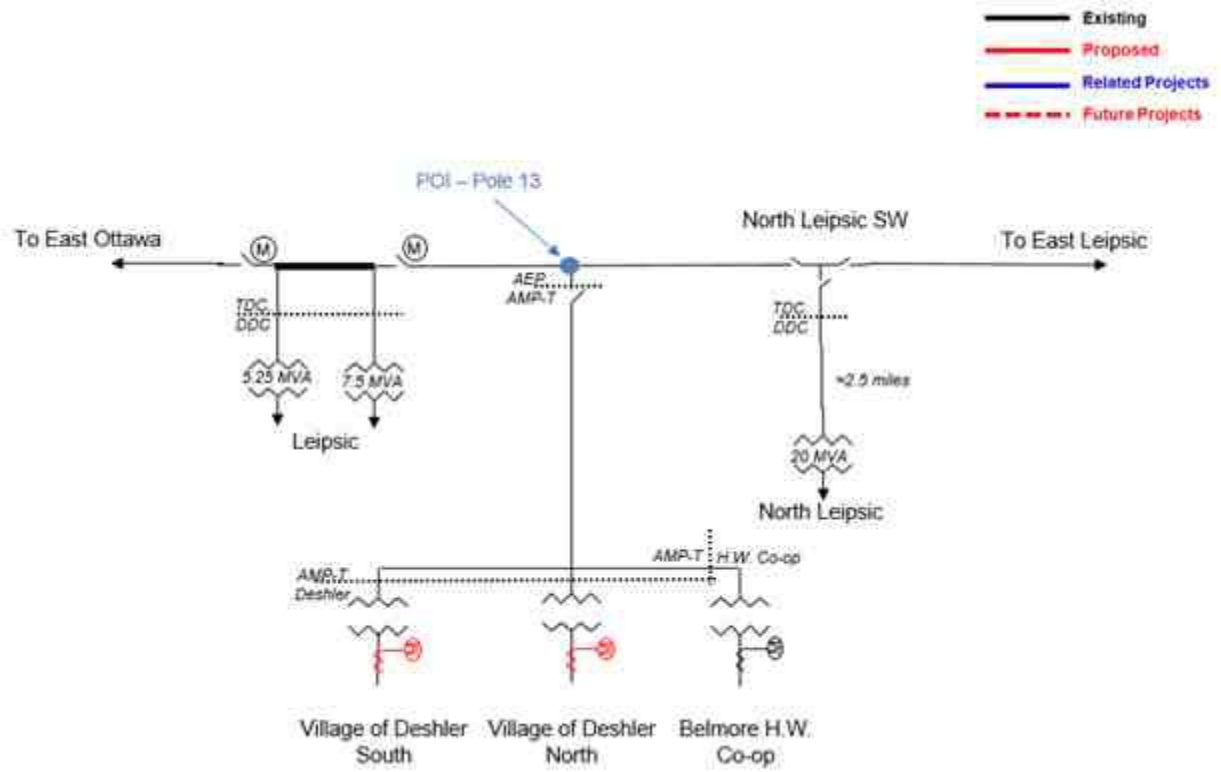 Existing
Proposed
Related Projects
Future Projects
POI – Pole 13
To East Ottawa
North Leipsic SW
To East Leipsic
M
M
AEP
AMP-T
TDC
DDC
TDC
DDC
5.25 MVA
7.5 MVA
≈2.5 miles
Leipsic
20 MVA
North Leipsic
AMP-T
H.W. Co-op
AMP-T
Deshler
Village of Deshler
South
Village of Deshler
North
Belmore H.W.
Co-op